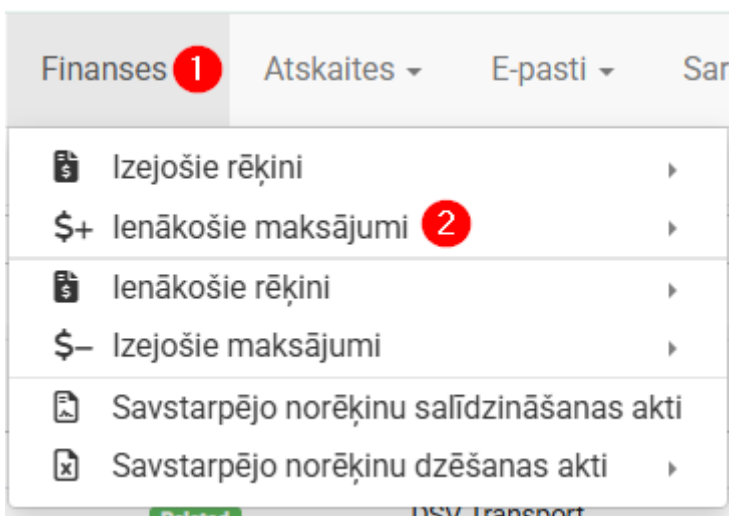 Finanses 1 Atskaites E-pasti Sar
Izejošie rēķini
$+ Ienākošie maksājumi 2
Ienākošie rēķini
$– Izejošie maksājumi
Savstarpējo norēķinu salīdzināšanas akti
Savstarpējo norēķinu dzēšanas akti
DSV Transport